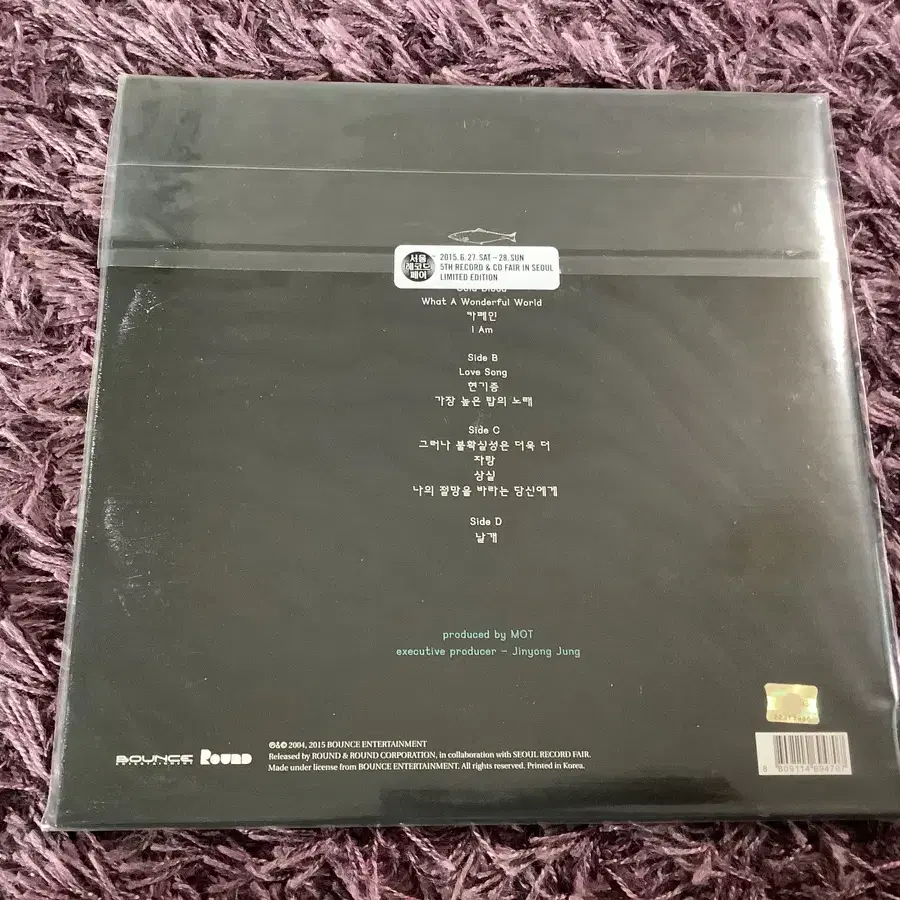 서울
레코드
페어
2015. 6. 27. SAT – 28. SUN
5TH RECORD & CD FAIR IN SEOUL
LIMITED EDITION
Cold Blood
What A Wonderful World
카페인
I Am
Side B
Love Song
현기증
가장 높은 탑의 노래
Side C
그러나 불확실성은 더욱 더
자랑
상실
나의 절망을 바라는 당신에게
Side D
날개
produced by MOT
executive producer – Jinyong Jung
BOUNCE
ROUND
℗&© 2004, 2015 BOUNCE ENTERTAINMENT
Released by ROUND & ROUND CORPORATION, in collaboration with SEOUL RECORD FAIR.
Made under license from BOUNCE ENTERTAINMENT. All rights reserved. Printed in Korea.